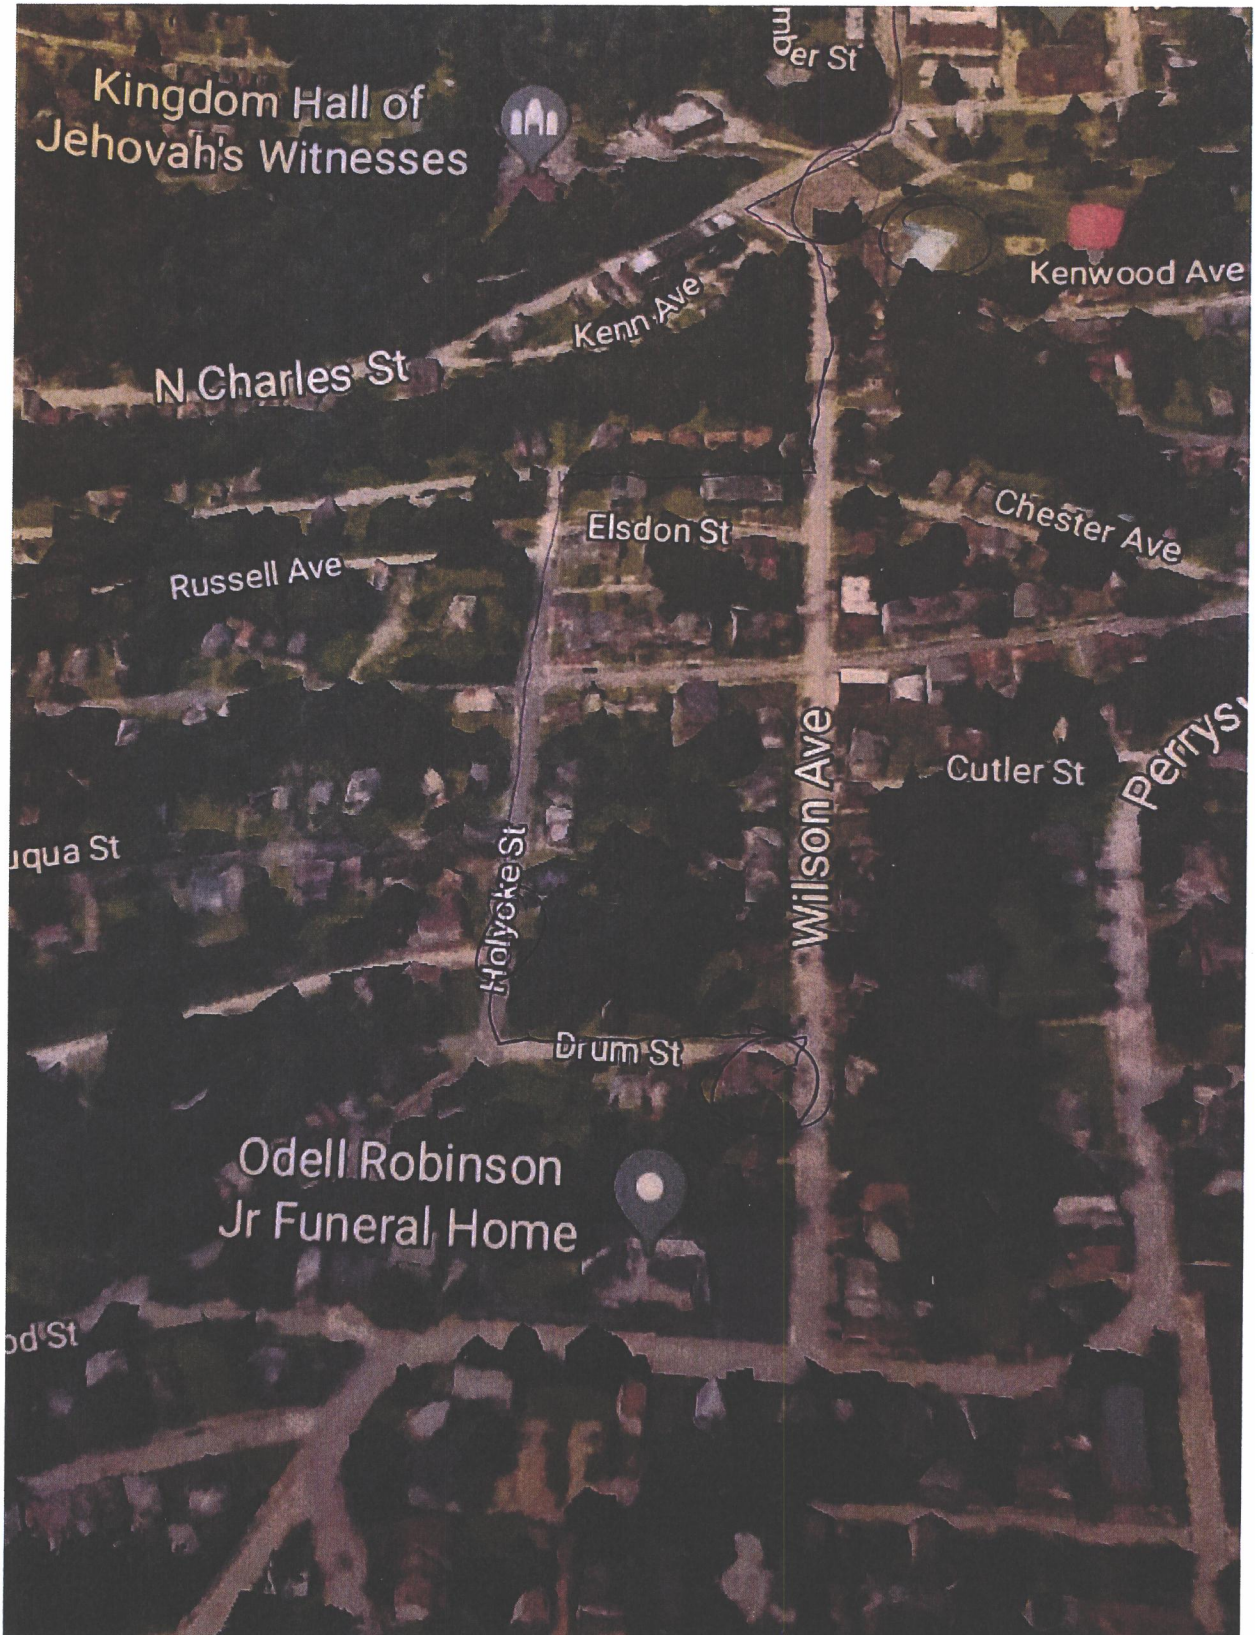 er St
Kingdom Hall of
Jehovah's Witnesses
Kenwood Ave
Kenn Ave
N Charles St
Chester Ave
Elsdon St
Russell Ave
Perrysv
Wilson Ave
Cutler St
uqua St
Holyoke St
Drum St
Odell Robinson
Jr Funeral Home
od St